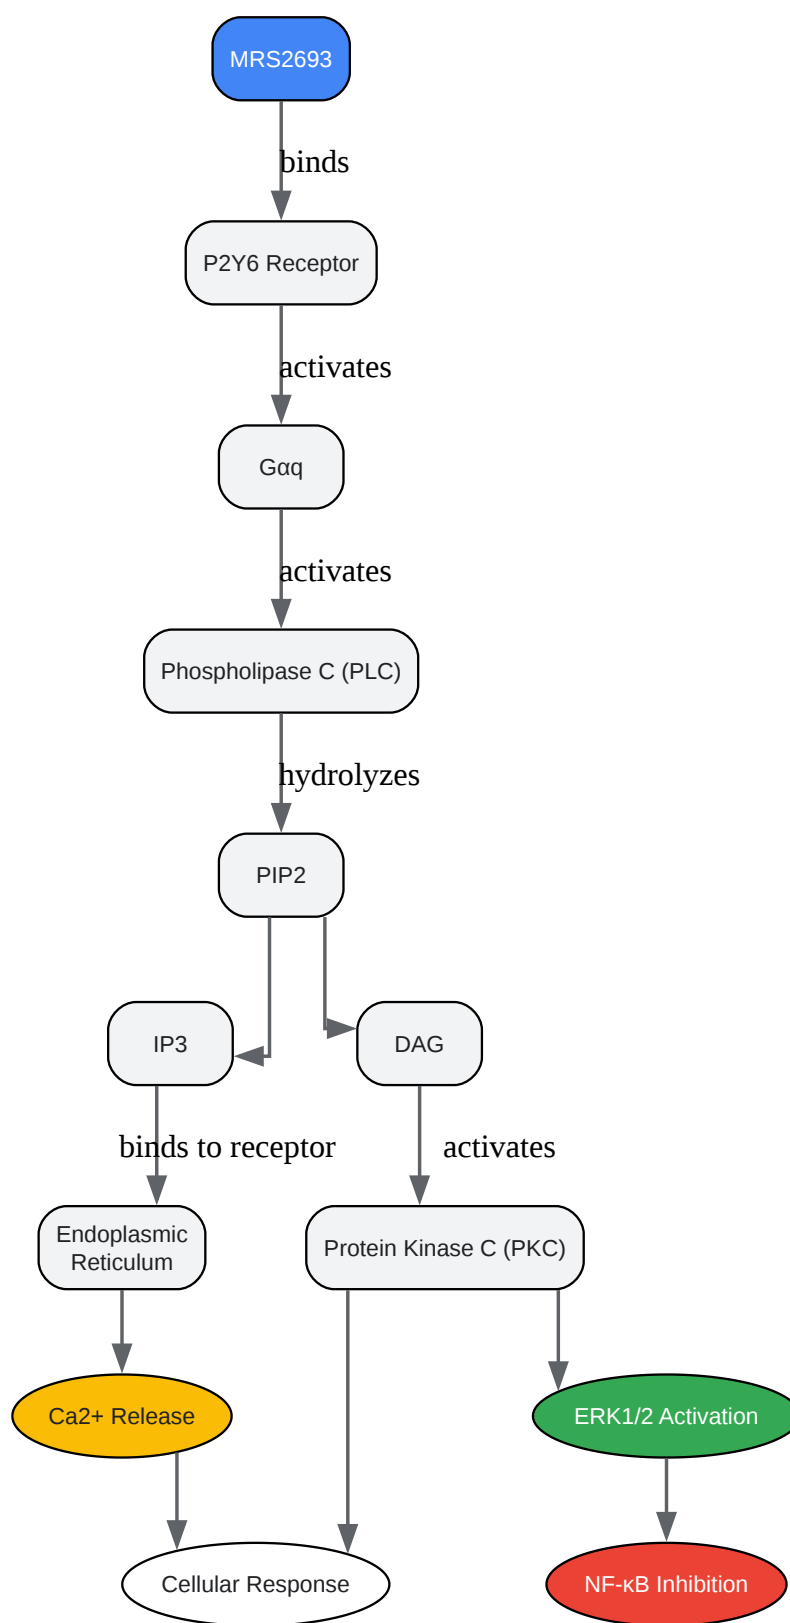 MRS2693
binds
P2Y6 Receptor
activates
Gαq
activates
Phospholipase C (PLC)
hydrolyzes
PIP2
IP3
DAG
binds to receptor
activates
Endoplasmic
Reticulum
Protein Kinase C (PKC)
Ca2+ Release
ERK1/2 Activation
Cellular Response
NF-κB Inhibition